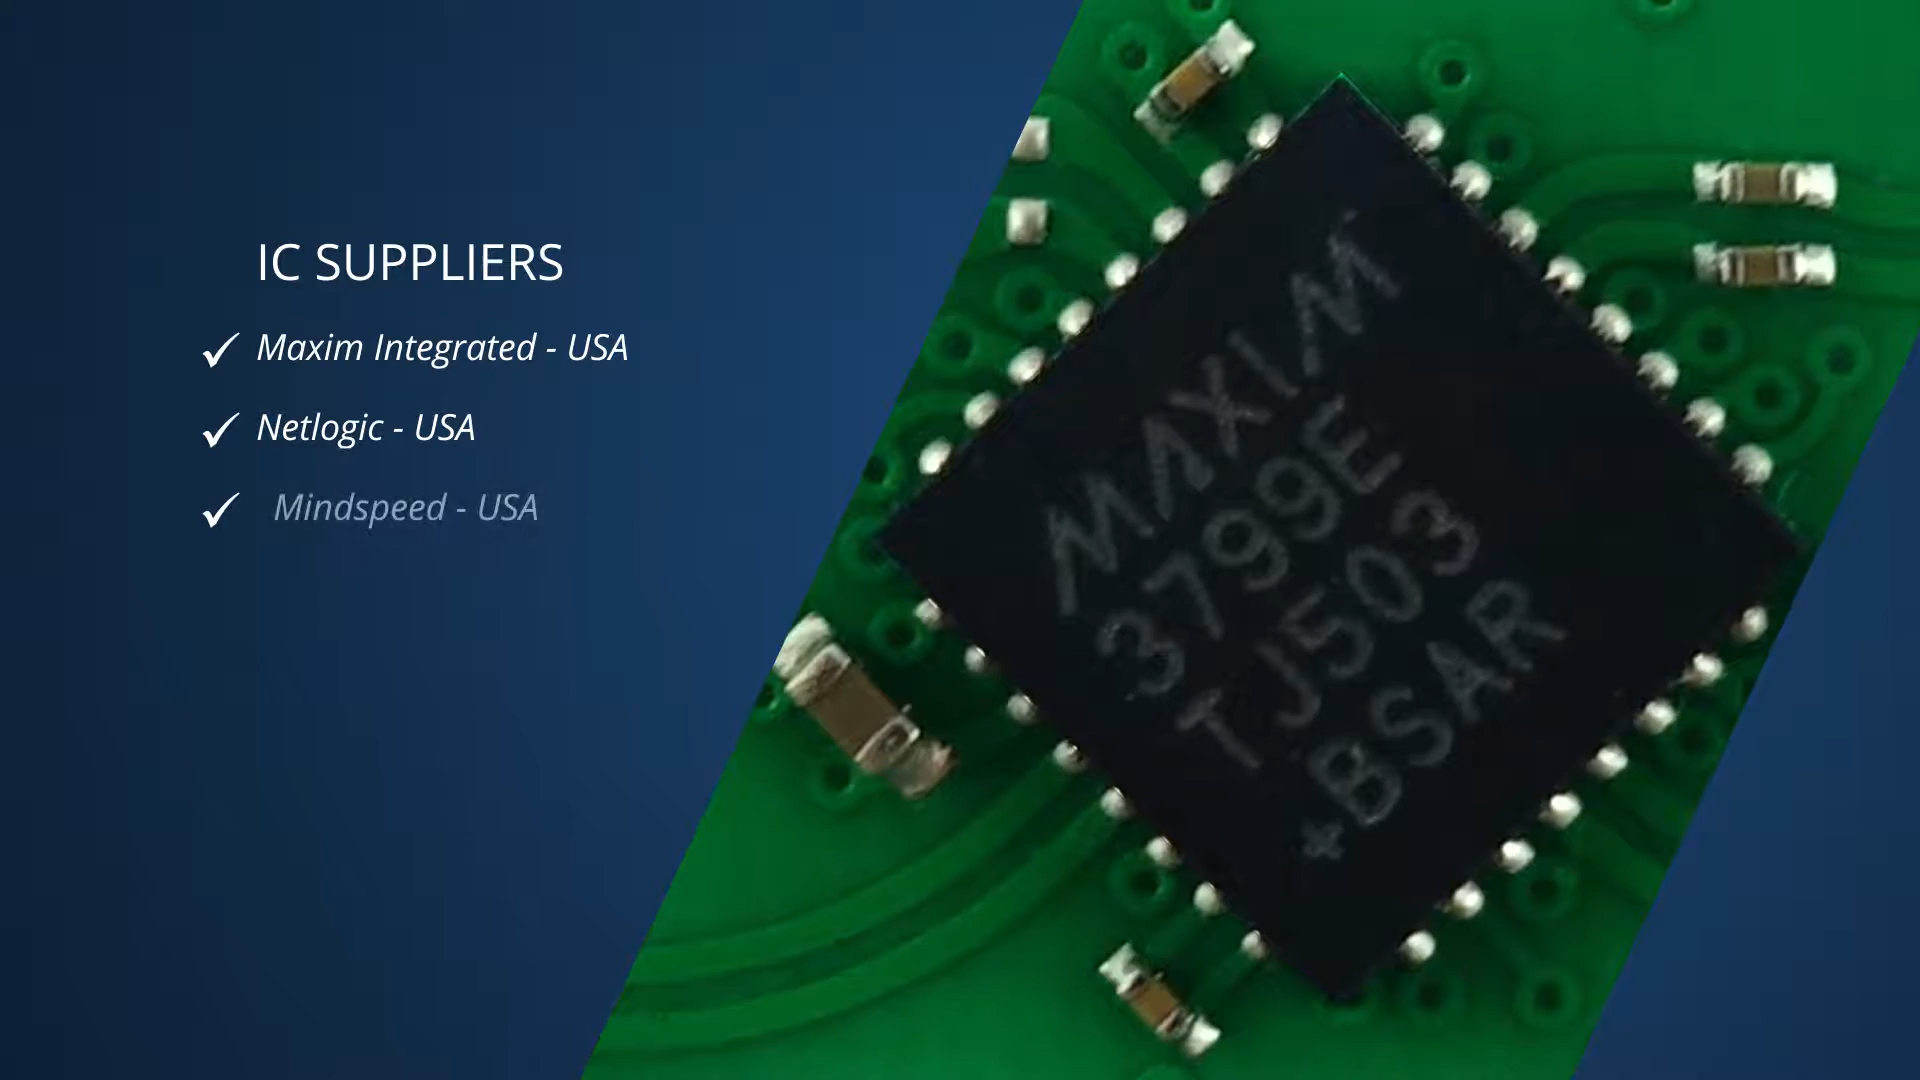 IC SUPPLIERS
Maxim Integrated - USA
Netlogic - USA
Mindspeed - USA
MAXIM
3799E
TJ503
+BSAR